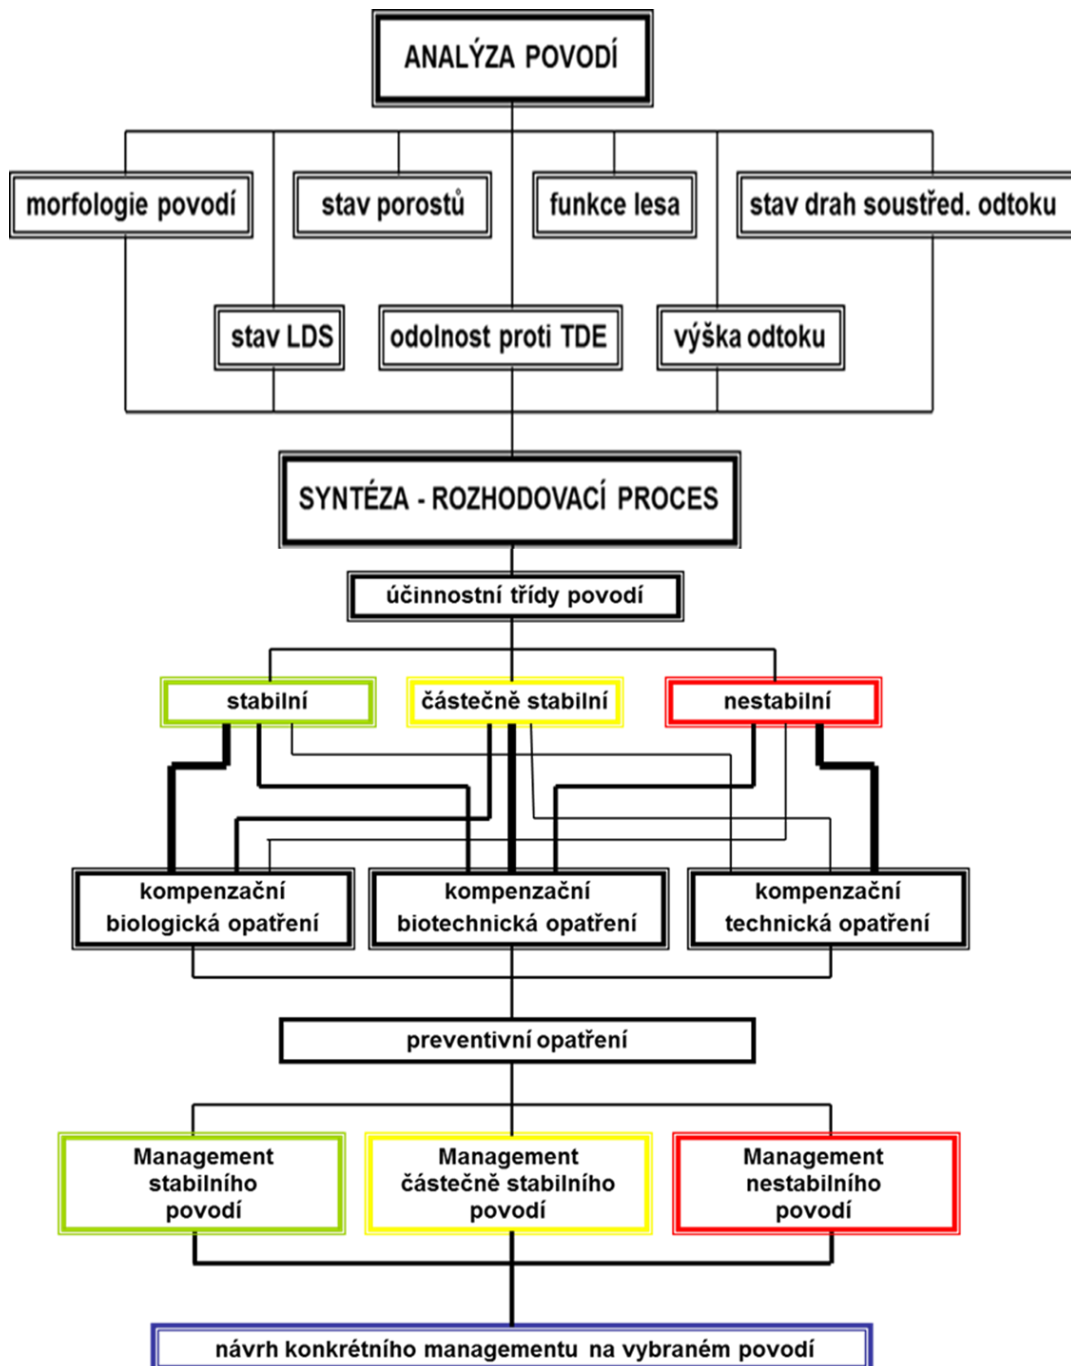 ANALÝZA POVODÍ
morfologie povodí
stav porostů
funkce lesa
stav drah soustřed. odtoku
stav LDS
odolnost proti TDE
výška odtoku
SYNTÉZA - ROZHODOVACÍ PROCES
účinnostní třídy povodí
stabilní
částečně stabilní
nestabilní
kompenzační
biologická opatření
kompenzační
biotechnická opatření
kompenzační
technická opatření
preventivní opatření
Management
stabilního
povodí
Management
částečně stabilního
povodí
Management
nestabilního
povodí
návrh konkrétního managementu na vybraném povodí